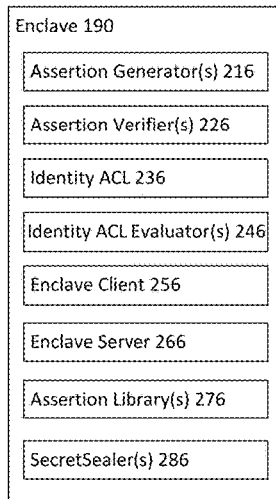 Enclave 190
Assertion Generator(s) 216
Assertion Verifier(s) 226
Identity ACL 236
Identity ACL Evaluator(s) 246
Enclave Client 256
Enclave Server 266
Assertion Library(s) 276
SecretSealer(s) 286